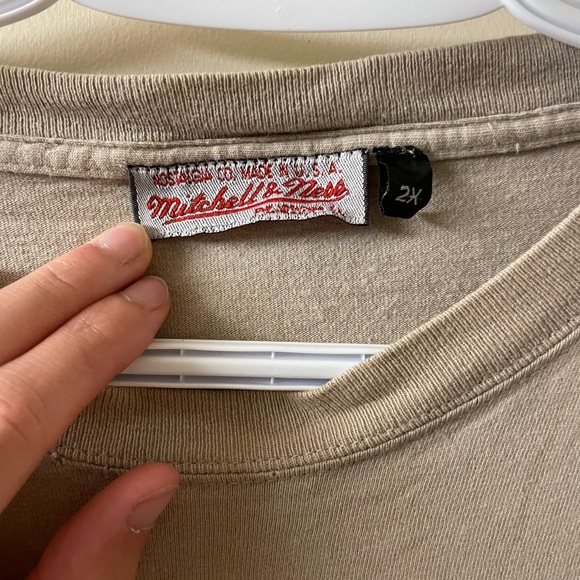 NOSTALGIA CO. MADE IN U.S.A.
Mitchell & Ness
2X